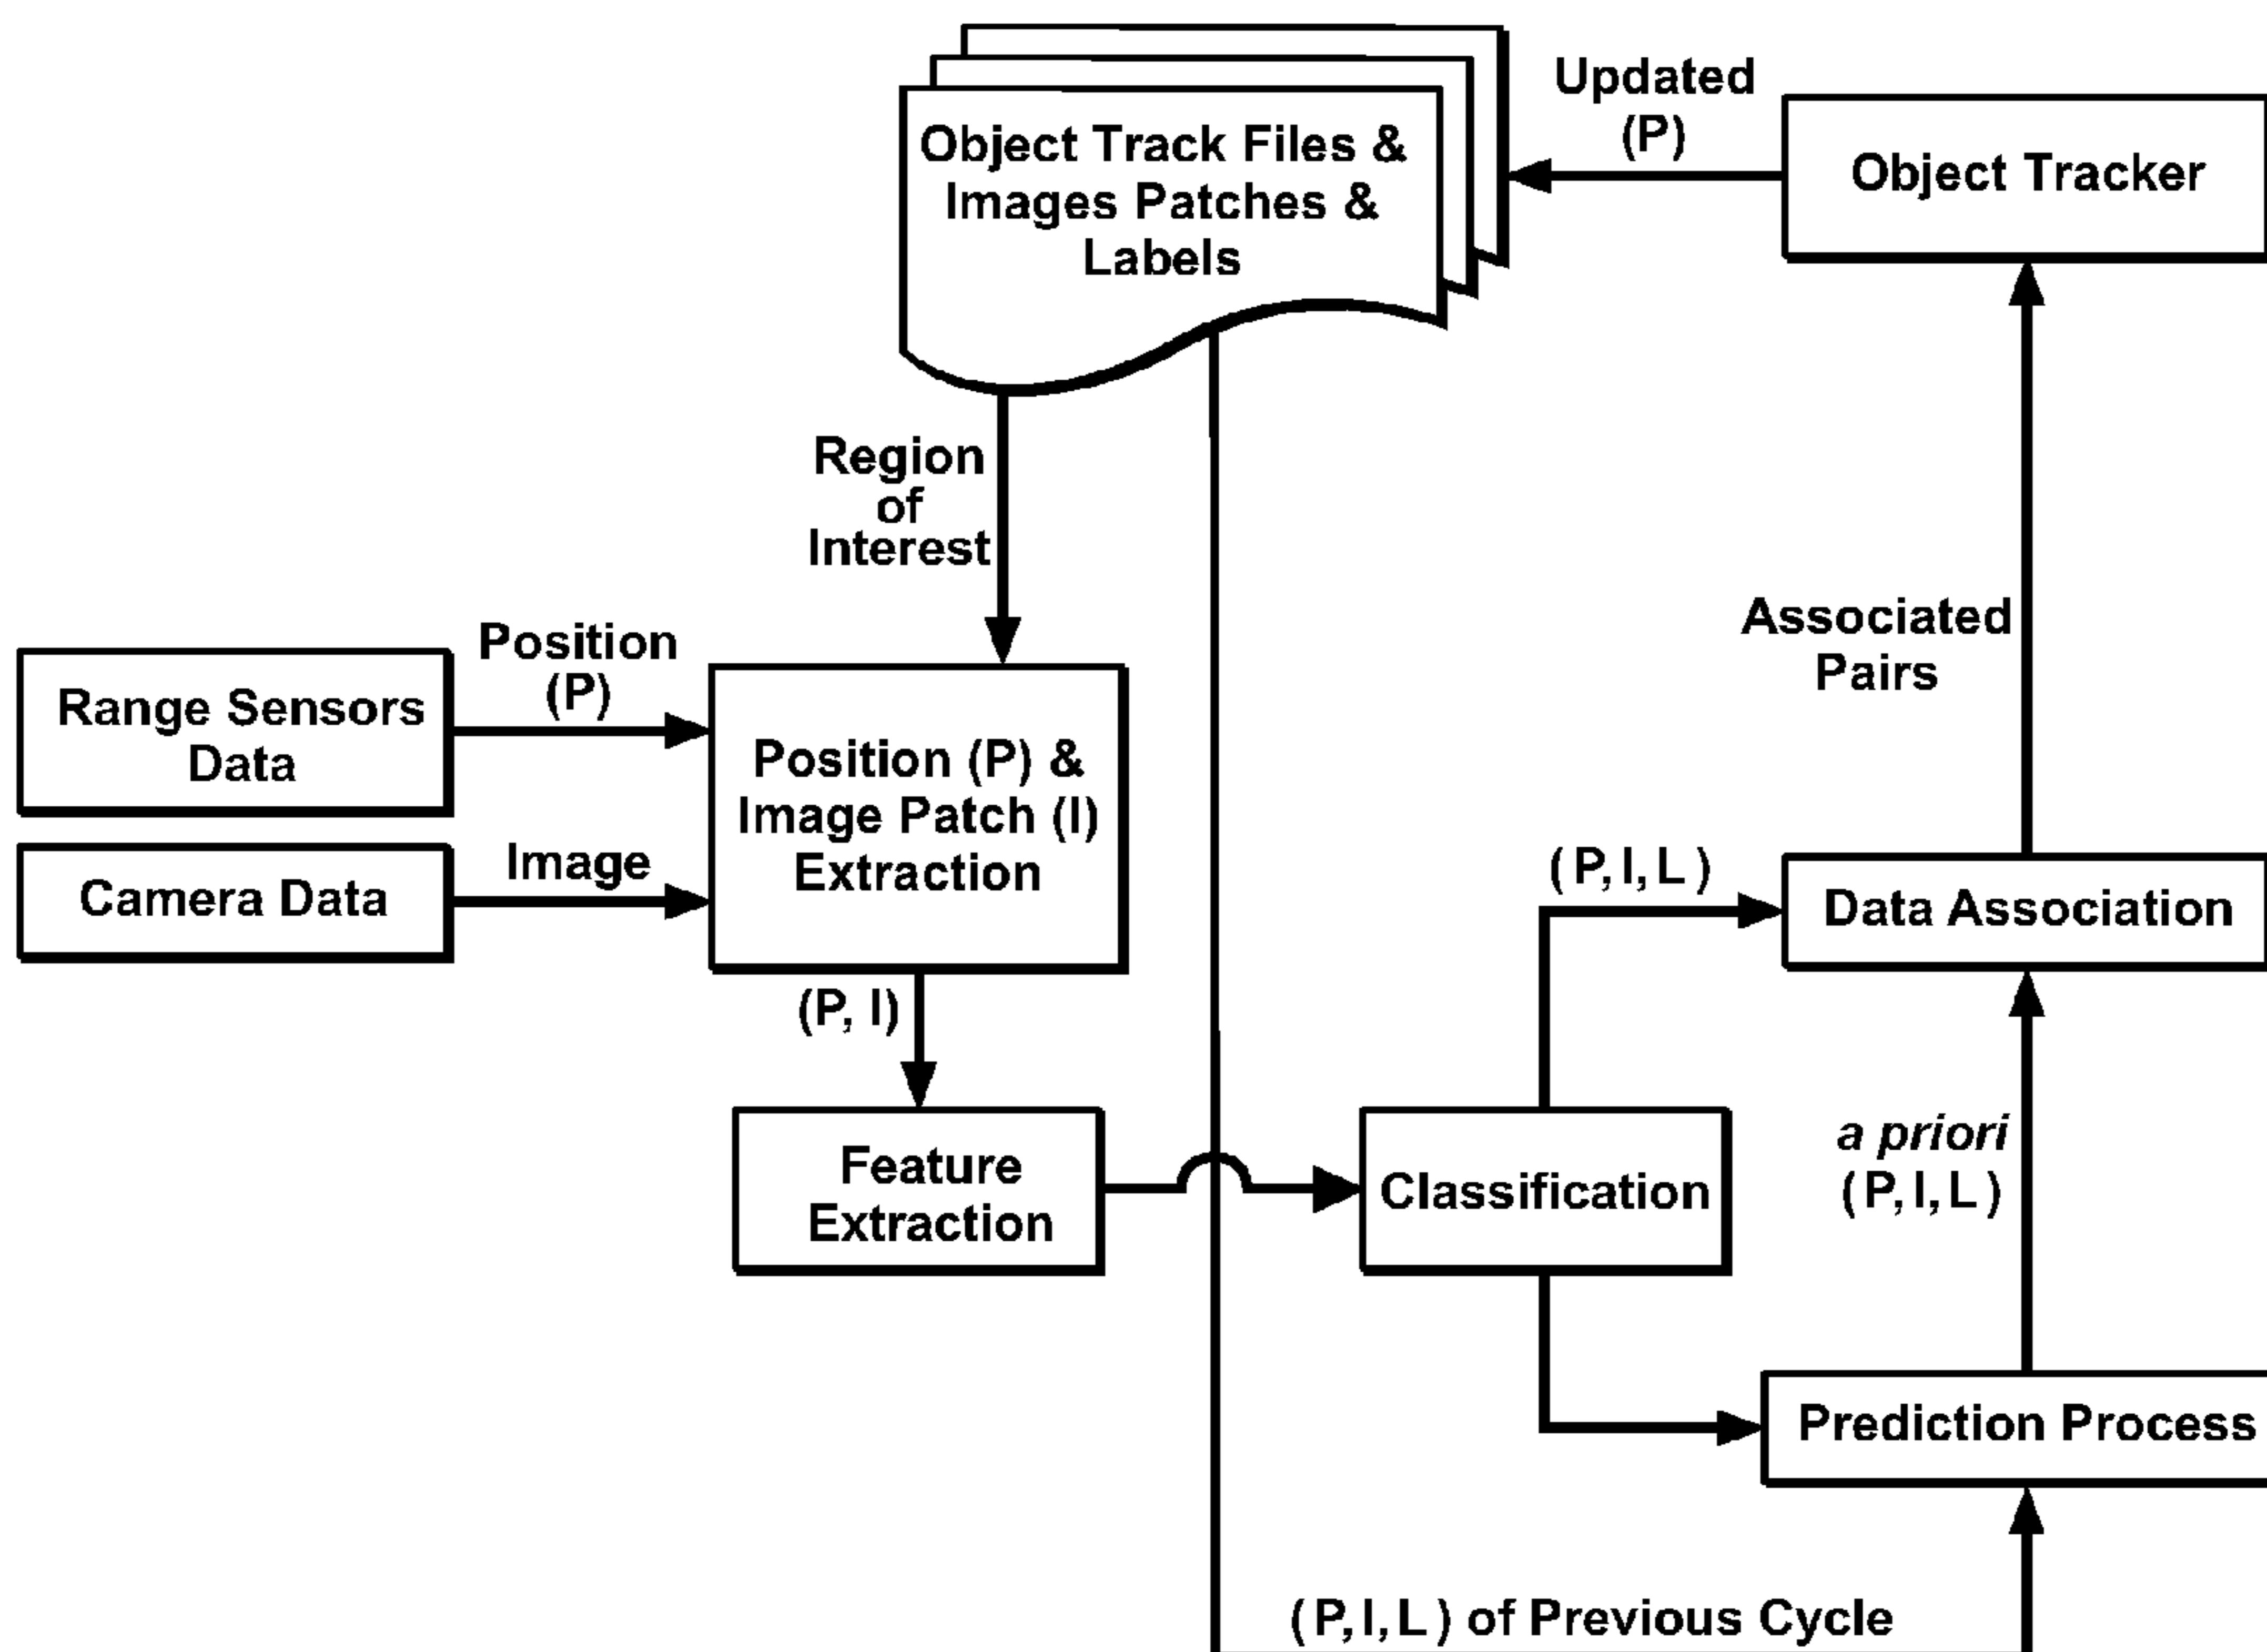 Object Track Files &
Images Patches &
Labels
Updated
(P)
Object Tracker
Region
of
Interest
Associated
Pairs
Range Sensors
Data
Position
(P)
Camera Data
Image
Position (P) &
Image Patch (I)
Extraction
(P, I)
Feature
Extraction
Classification
(P, I, L)
Data Association
a priori
(P, I, L)
Prediction Process
(P, I, L) of Previous Cycle